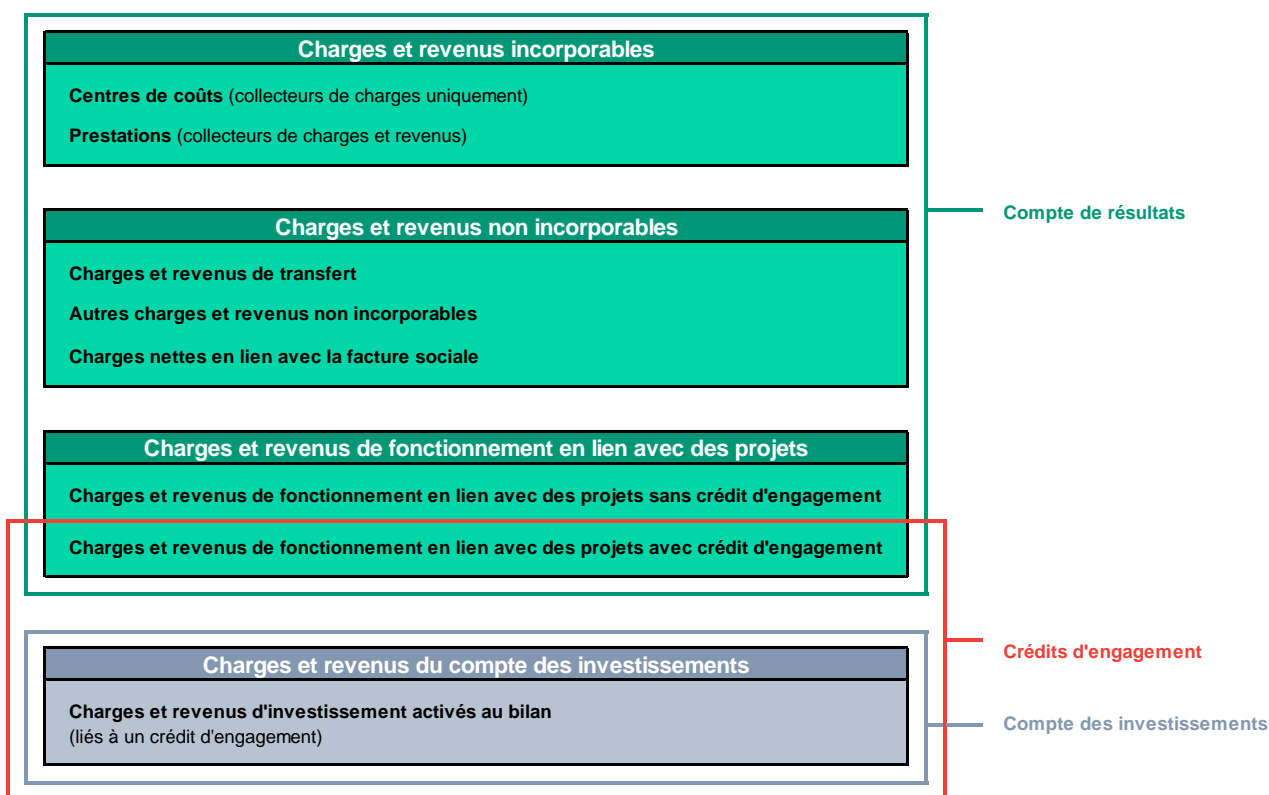 Charges et revenus incorporables
Centres de coûts (collecteurs de charges uniquement)
Prestations (collecteurs de charges et revenus)
Charges et revenus non incorporables
Charges et revenus de transfert
Autres charges et revenus non incorporables
Charges nettes en lien avec la facture sociale
Compte de résultats
Charges et revenus de fonctionnement en lien avec des projets
Charges et revenus de fonctionnement en lien avec des projets sans crédit d'engagement
Charges et revenus de fonctionnement en lien avec des projets avec crédit d'engagement
Crédits d'engagement
Charges et revenus du compte des investissements
Charges et revenus d'investissement activés au bilan
(liés à un crédit d'engagement)
Compte des investissements